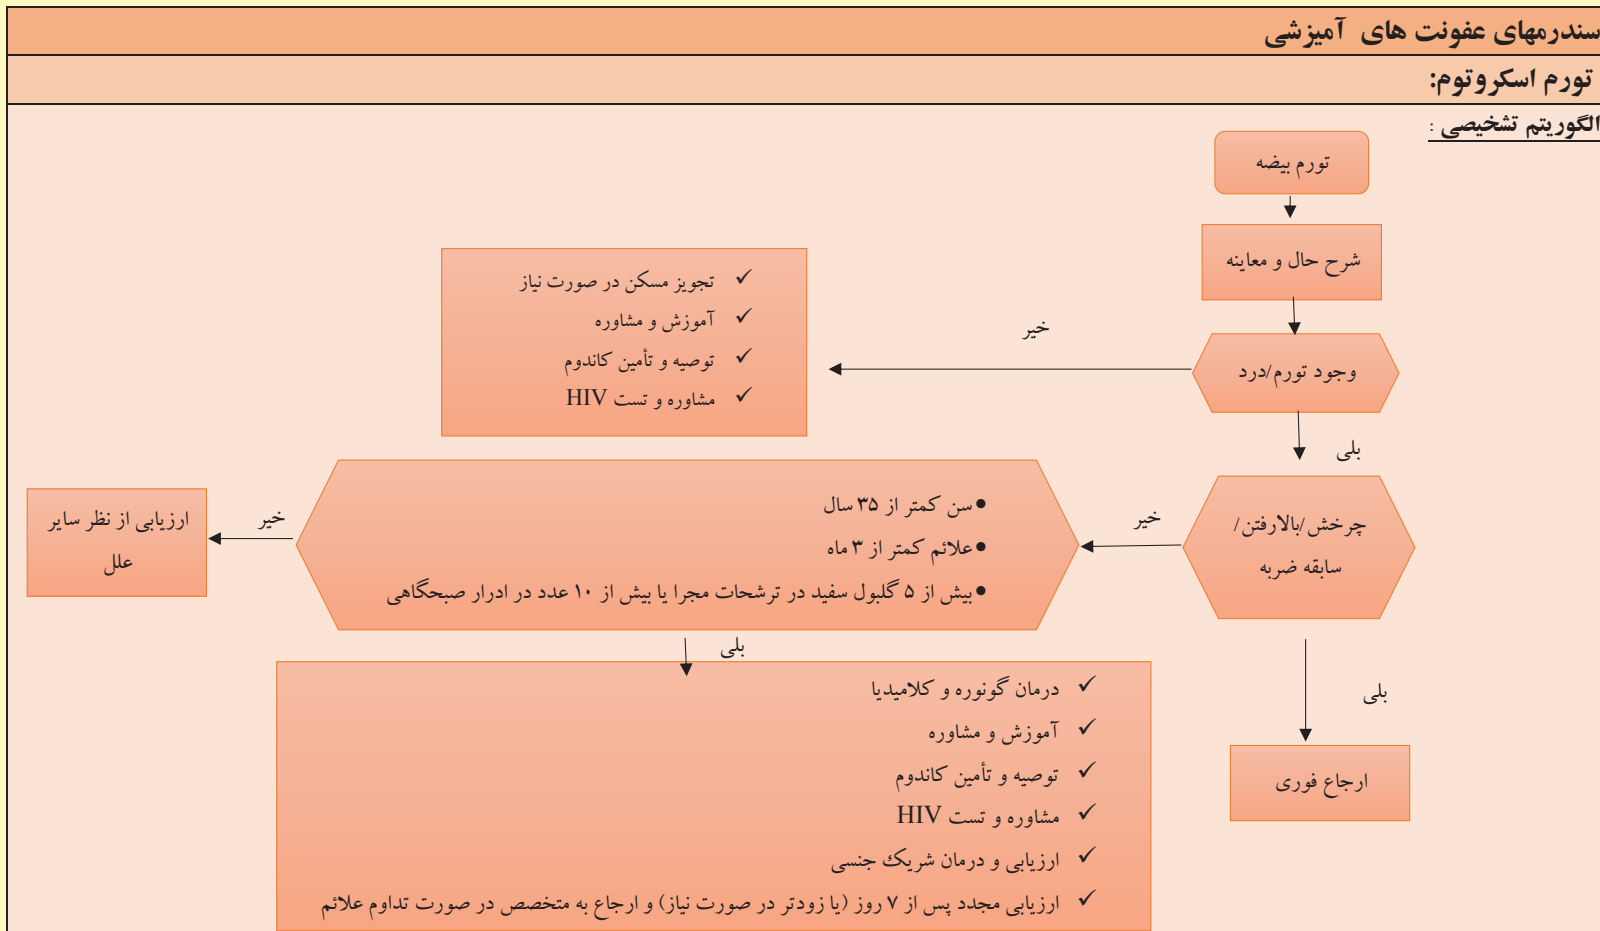 سندرمهای عفونت های آمیزشی
تورم اسکروتوم:
الگوریتم تشخیصی :
تورم بیضه
شرح حال و معاینه
وجود تورم/درد
خیر
✓ تجویز مسکن در صورت نیاز
✓ آموزش و مشاوره
✓ توصیه و تأمین کاندوم
✓ مشاوره و تست HIV
بلی
چرخش/بالارفتن/
سابقه ضربه
خیر
●سن کمتر از ۳۵ سال
●علائم کمتر از ۳ ماه
●بیش از ۵ گلبول سفید در ترشحات مجرا یا بیش از ۱۰ عدد در ادرار صبحگاهی
خیر
ارزیابی از نظر سایر
علل
بلی
ارجاع فوری
بلی
✓ درمان گونوره و کلامیدیا
✓ آموزش و مشاوره
✓ توصیه و تأمین کاندوم
✓ مشاوره و تست HIV
✓ ارزیابی و درمان شریک جنسی
✓ ارزیابی مجدد پس از ۷ روز (یا زودتر در صورت نیاز) و ارجاع به متخصص در صورت تداوم علائم